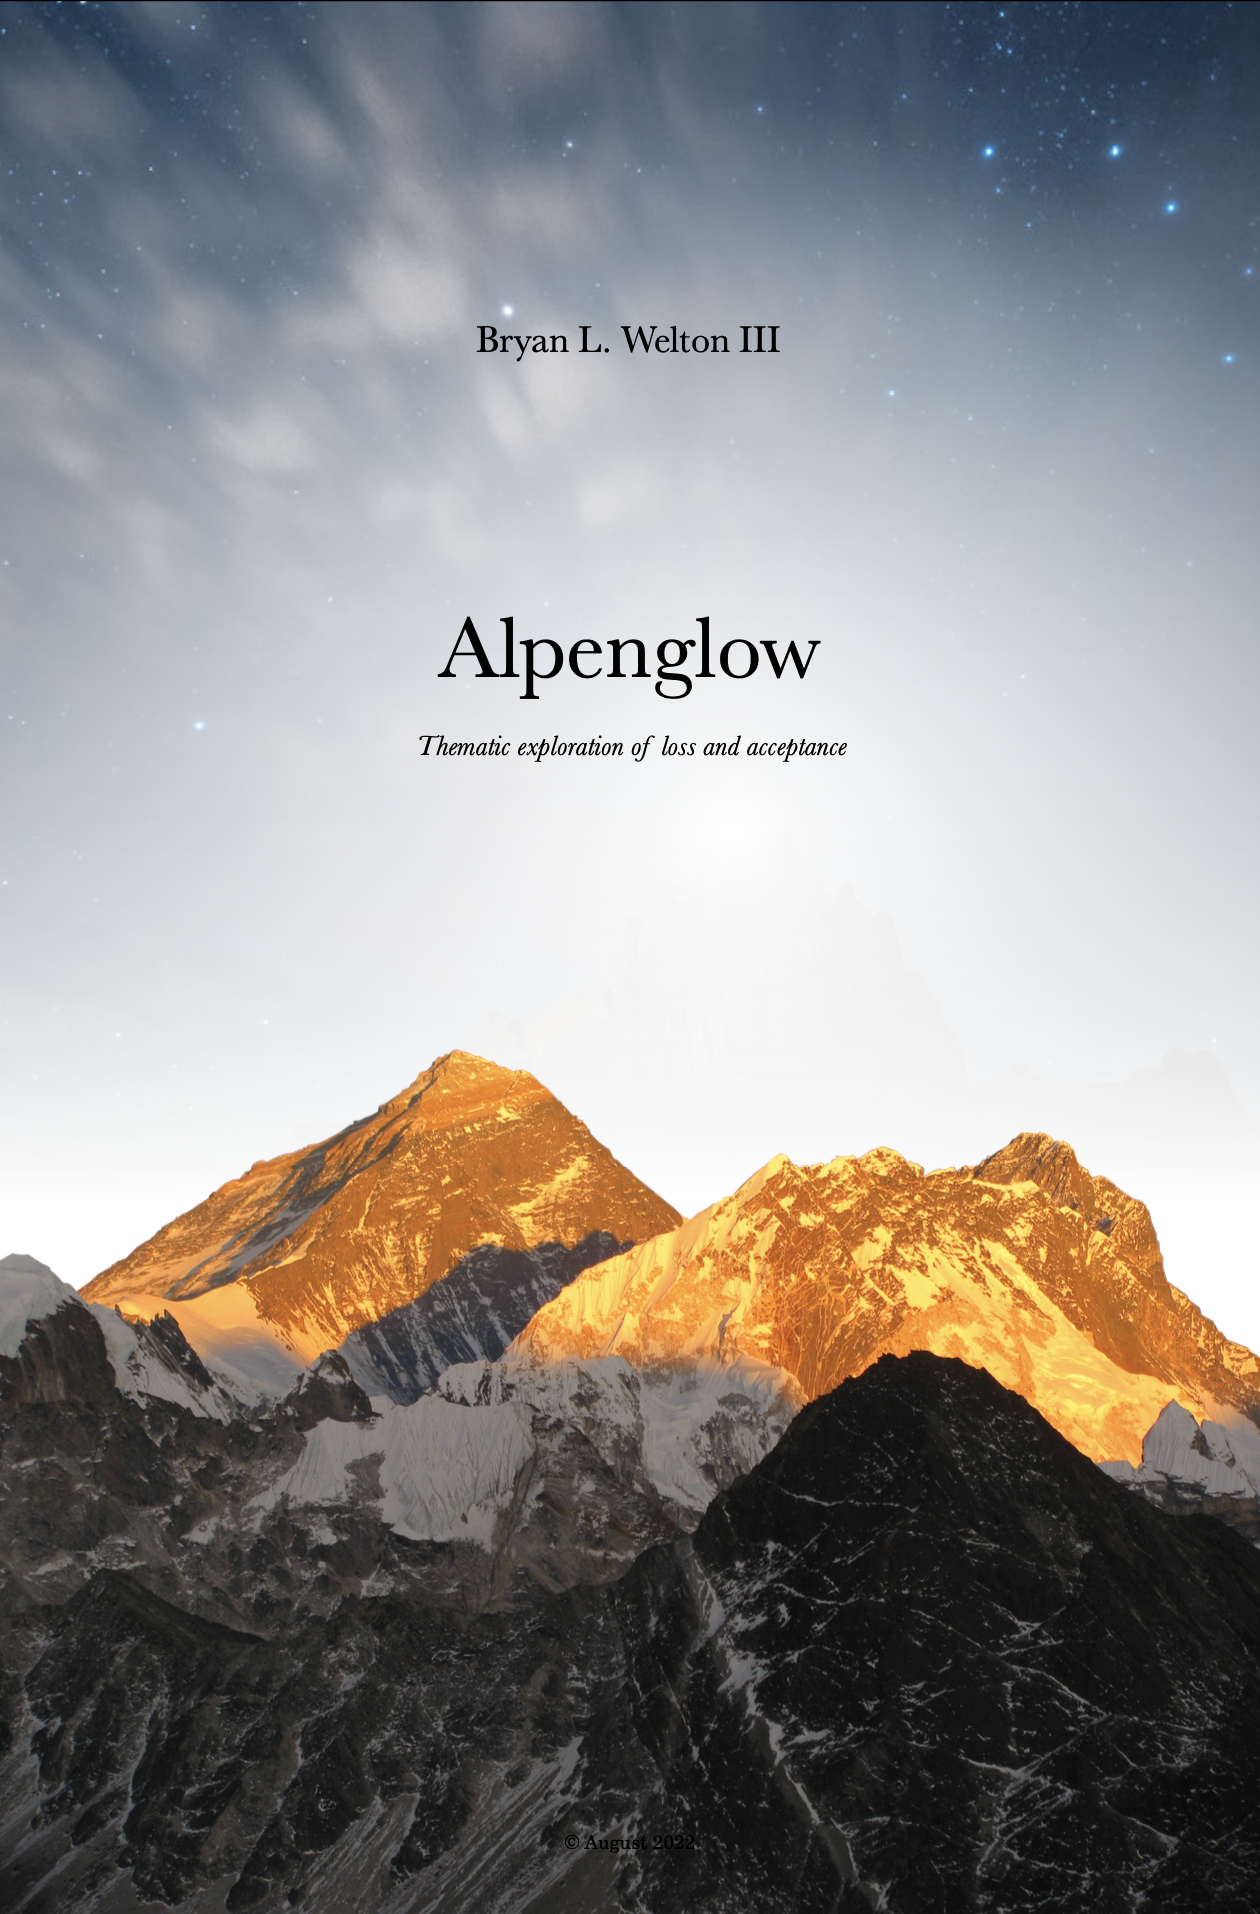 Bryan L. Welton III
Alpenglow
Thematic exploration of loss and acceptance
© August 2022